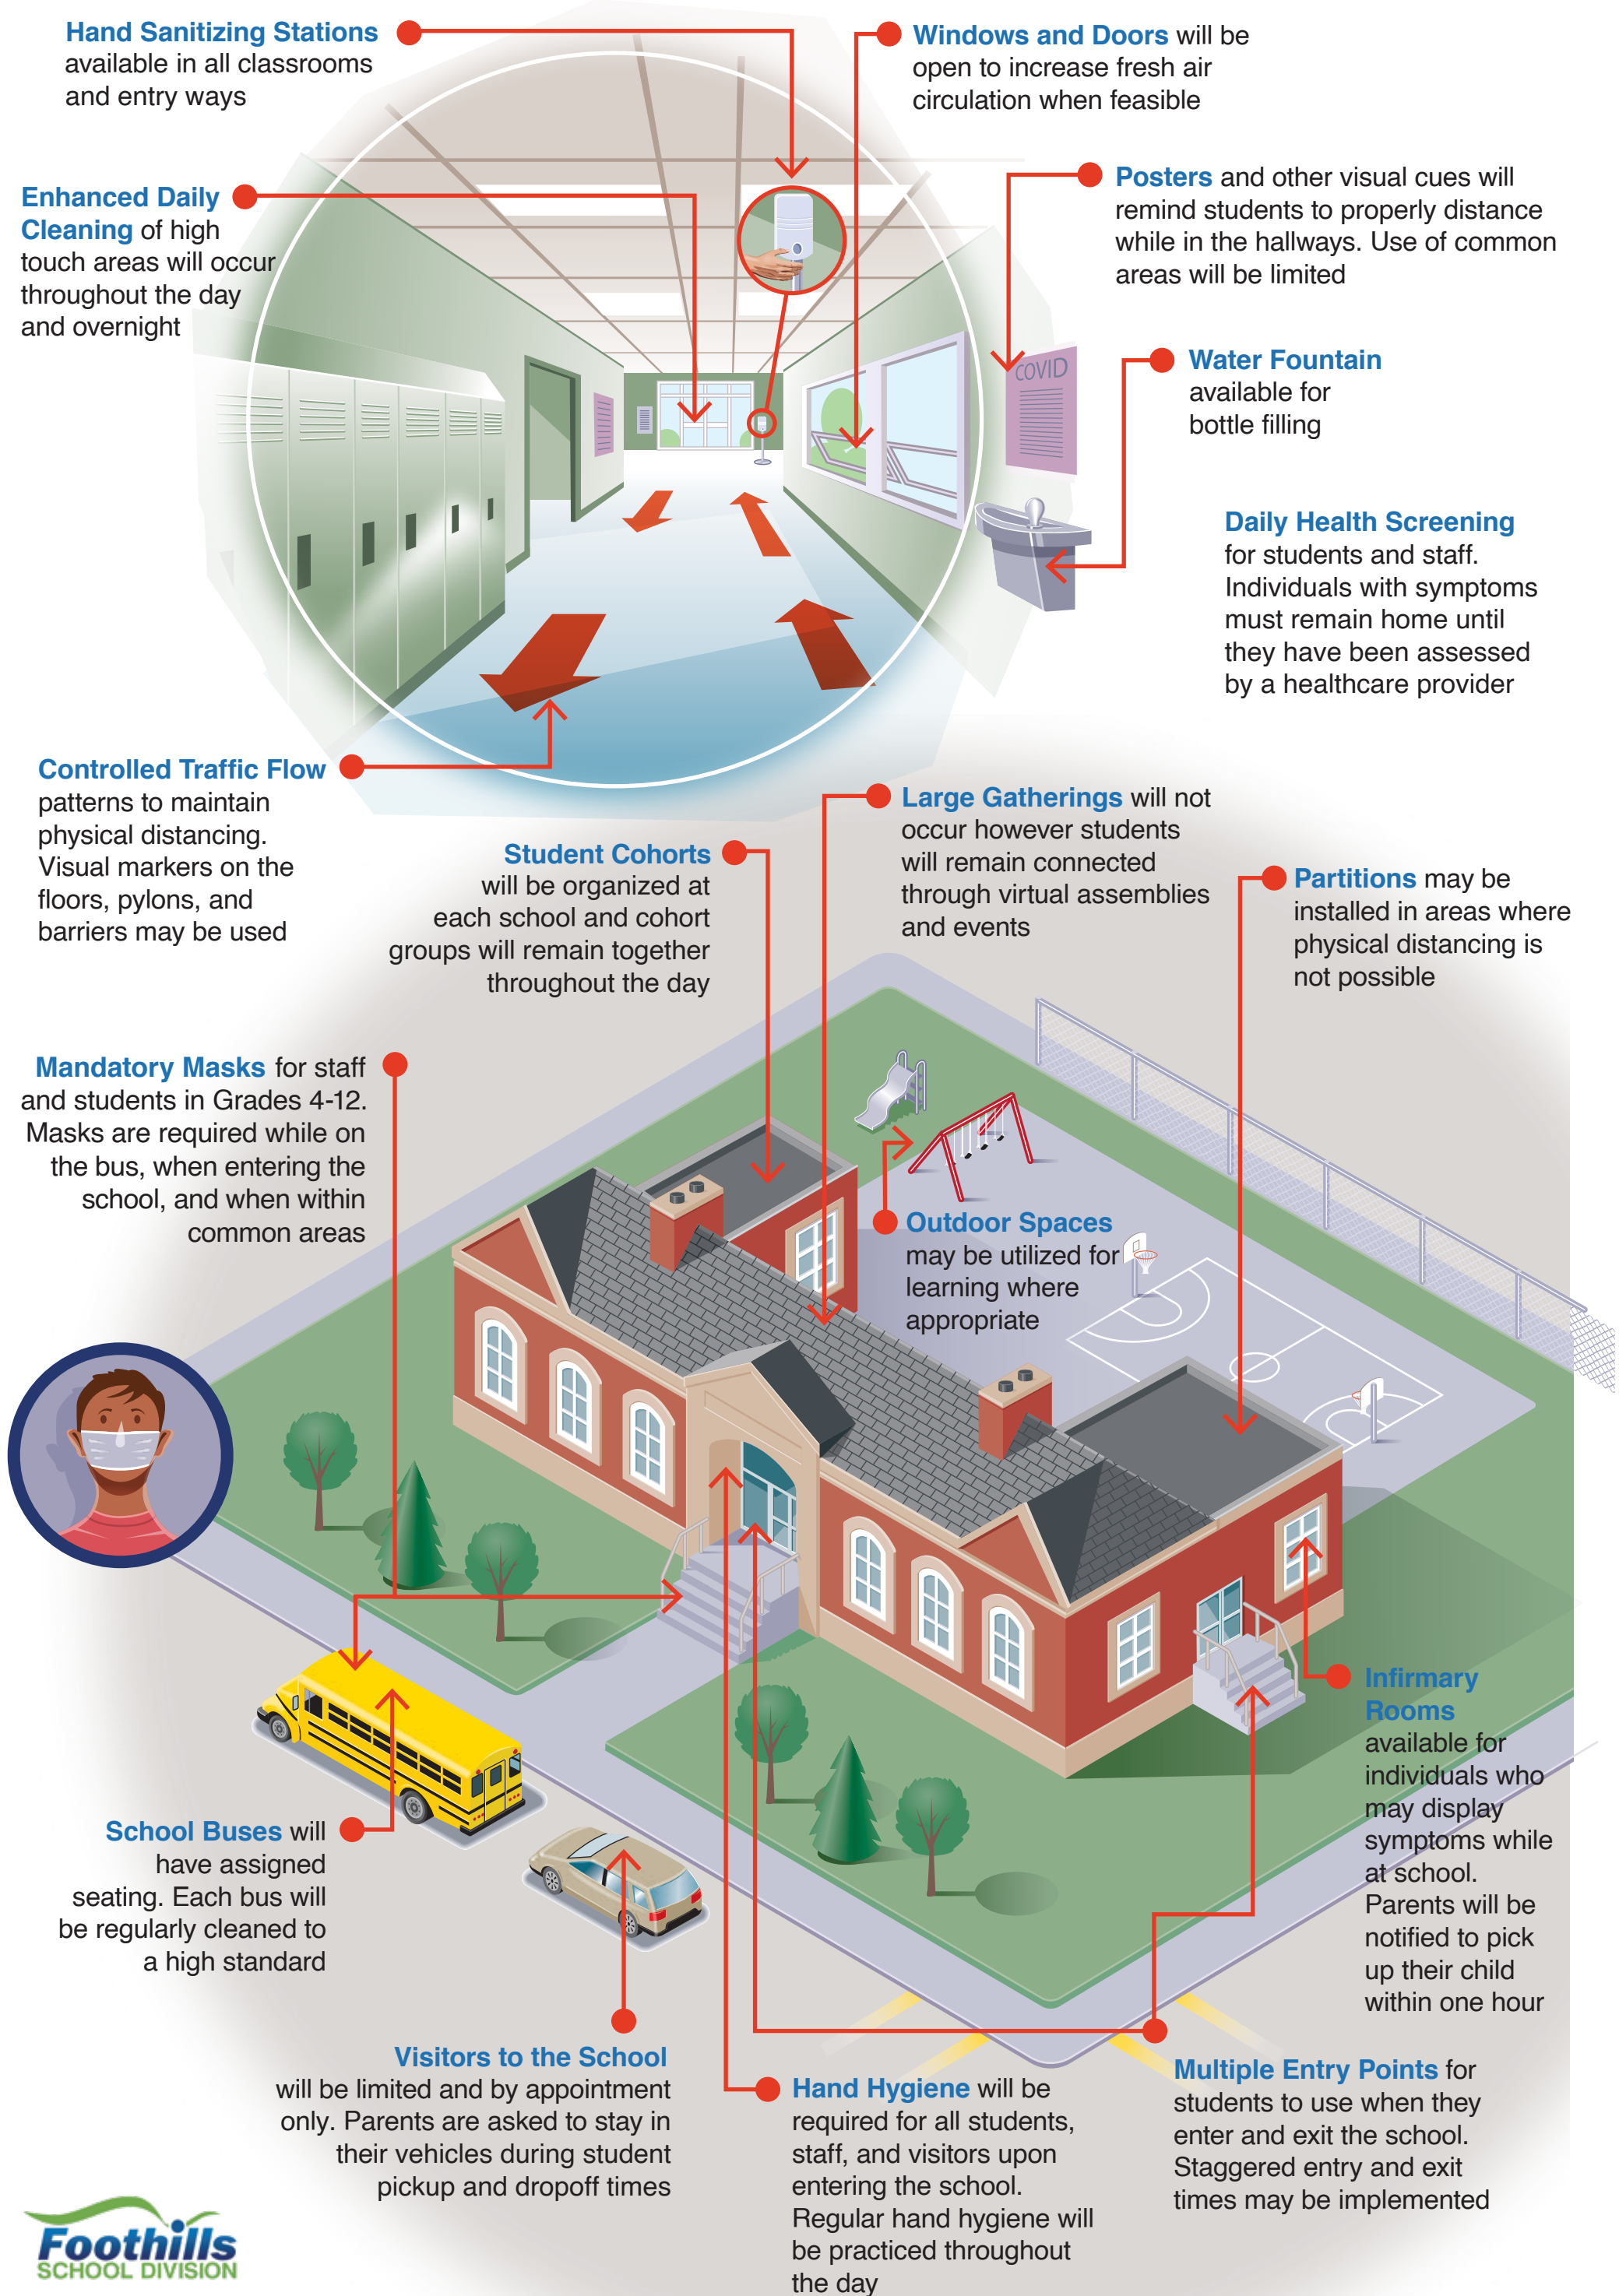 Hand Sanitizing Stations
available in all classrooms
and entry ways
Windows and Doors will be
open to increase fresh air
circulation when feasible
Enhanced Daily
Cleaning of high
touch areas will occur
throughout the day
and overnight
Posters and other visual cues will
remind students to properly distance
while in the hallways. Use of common
areas will be limited
COVID
Water Fountain
available for
bottle filling
Daily Health Screening
for students and staff.
Individuals with symptoms
must remain home until
they have been assessed
by a healthcare provider
Controlled Traffic Flow
patterns to maintain
physical distancing.
Visual markers on the
floors, pylons, and
barriers may be used
Student Cohorts
will be organized at
each school and cohort
groups will remain together
throughout the day
Large Gatherings will not
occur however students
will remain connected
through virtual assemblies
and events
Partitions may be
installed in areas where
physical distancing is
not possible
Mandatory Masks for staff
and students in Grades 4-12.
Masks are required while on
the bus, when entering the
school, and when within
common areas
Outdoor Spaces
may be utilized for
learning where
appropriate
Infirmary
Rooms
available for
individuals who
may display
symptoms while
at school.
Parents will be
notified to pick
up their child
within one hour
School Buses will
have assigned
seating. Each bus will
be regularly cleaned to
a high standard
Visitors to the School
will be limited and by appointment
only. Parents are asked to stay in
their vehicles during student
pickup and dropoff times
Hand Hygiene will be
required for all students,
staff, and visitors upon
entering the school.
Regular hand hygiene will
be practiced throughout
the day
Multiple Entry Points for
students to use when they
enter and exit the school.
Staggered entry and exit
times may be implemented
Foothills
SCHOOL DIVISION